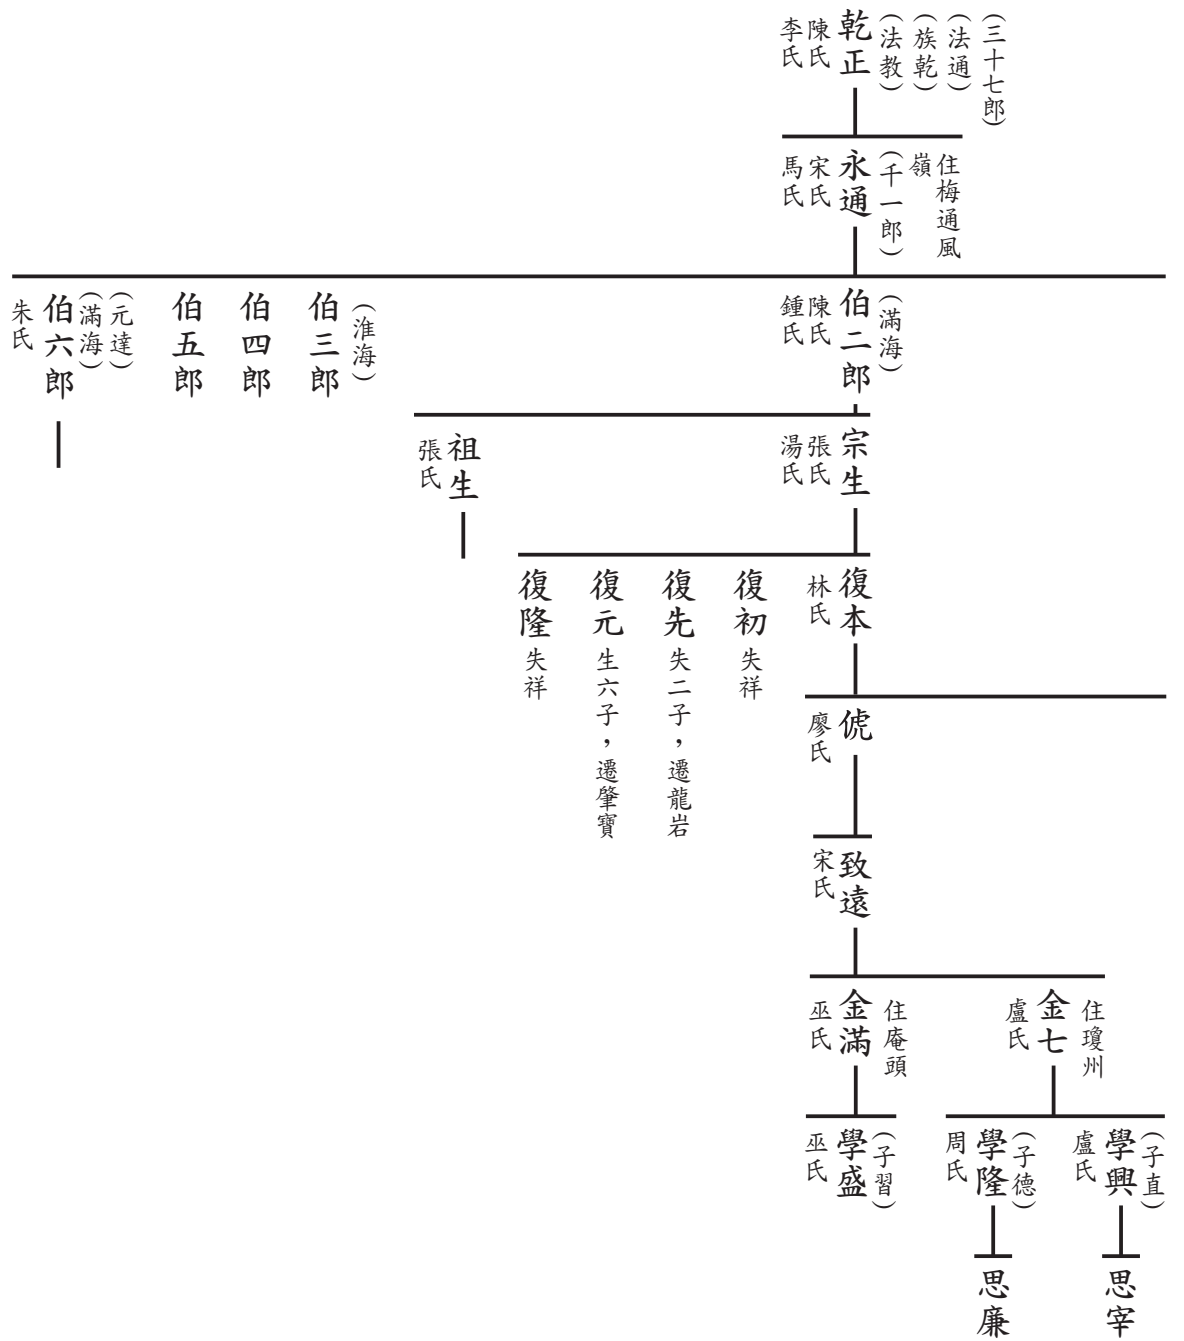 (三十七郎)
(法通)
(族乾)
(法教)
乾正
陳氏
李氏
住梅通風
嶺
(千一郎)
永通
宋氏
馬氏
(滿海)
伯二郎
陳氏
鍾氏
(淮海)
伯三郎
伯四郎
伯五郎
(元達)
(滿海)
伯六郎
朱氏
宗生
張氏
湯氏
祖生
張氏
復本
林氏
復初 失祥
復先 失二子，遷龍岩
復元 生六子，遷肇寶
復隆 失祥
俿
廖氏
致遠
宋氏
住瓊州
金七
盧氏
住庵頭
金滿
巫氏
(子直)
學興
盧氏
(子德)
學隆
周氏
(子習)
學盛
巫氏
思宰
思廉